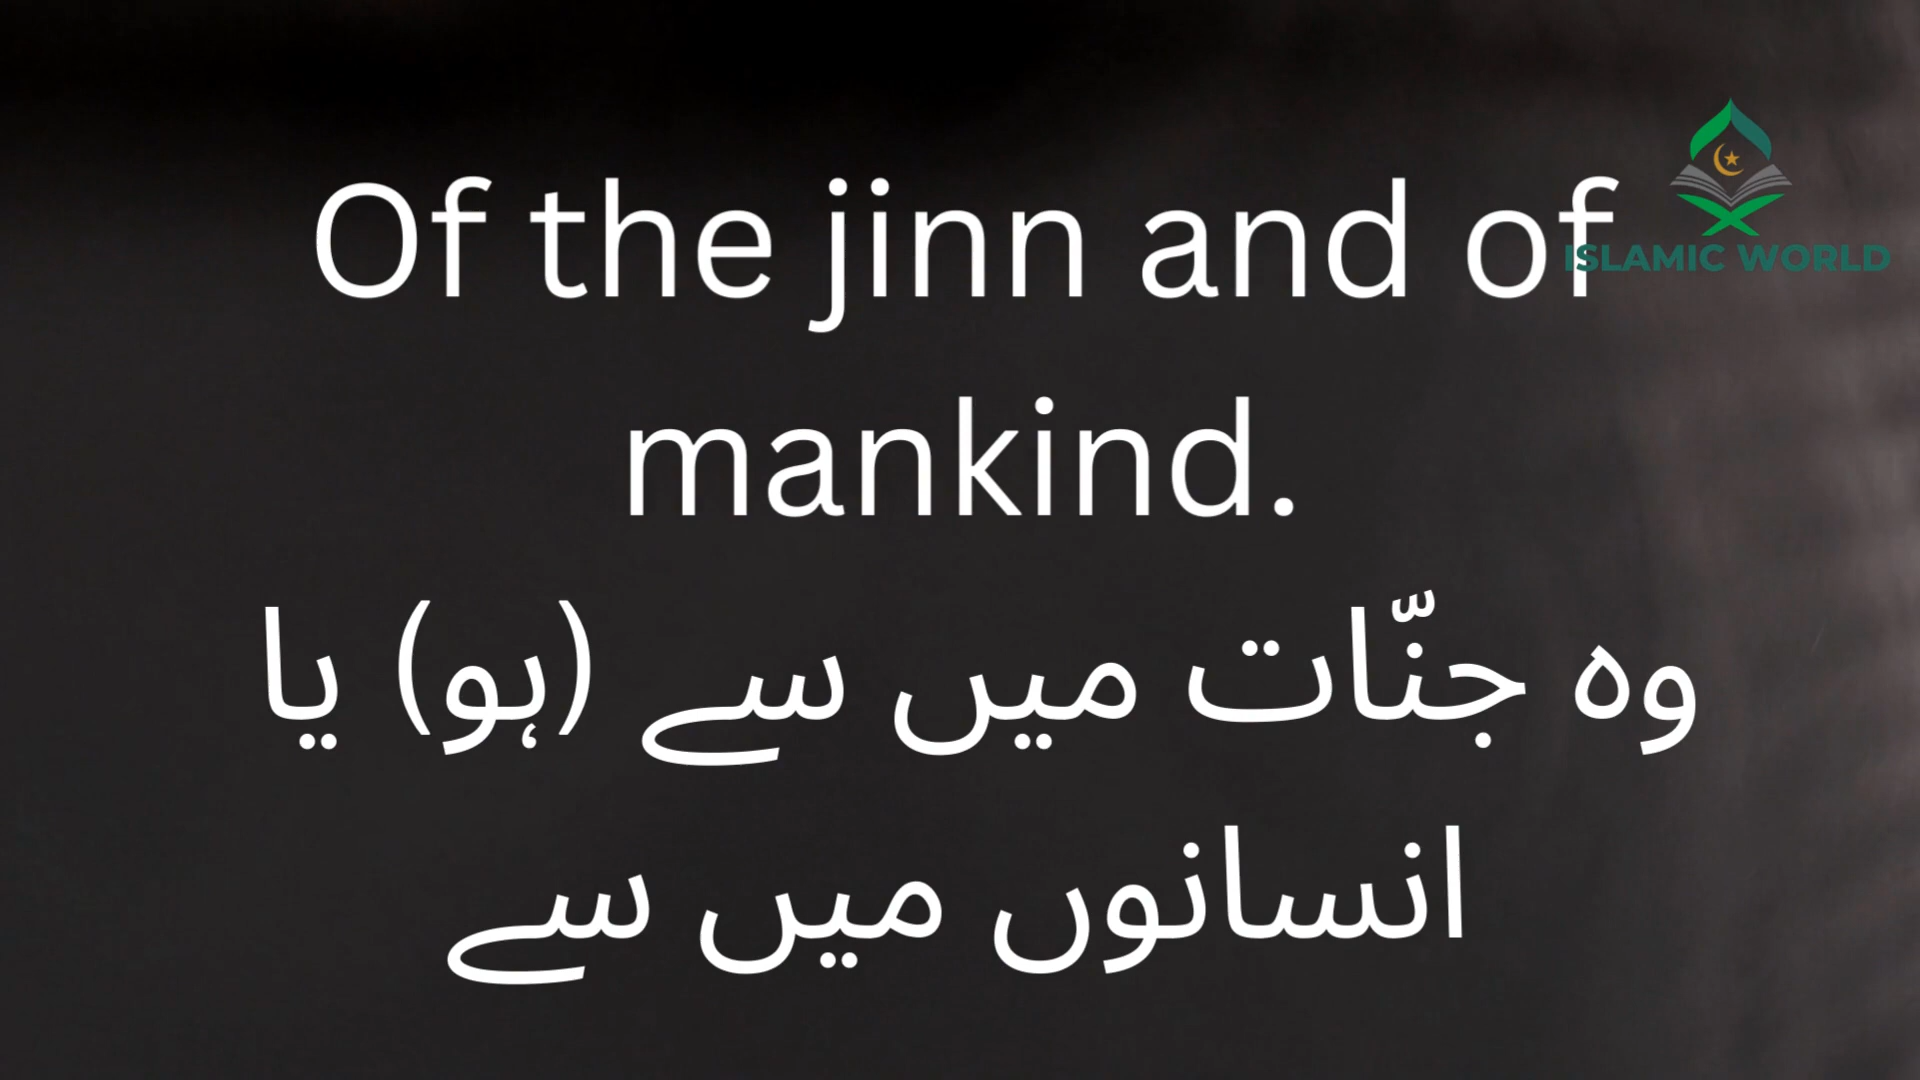 Of the jinn and of
mankind.
وہ جنّات میں سے (ہو) یا
انسانوں میں سے
ISLAMIC WORLD